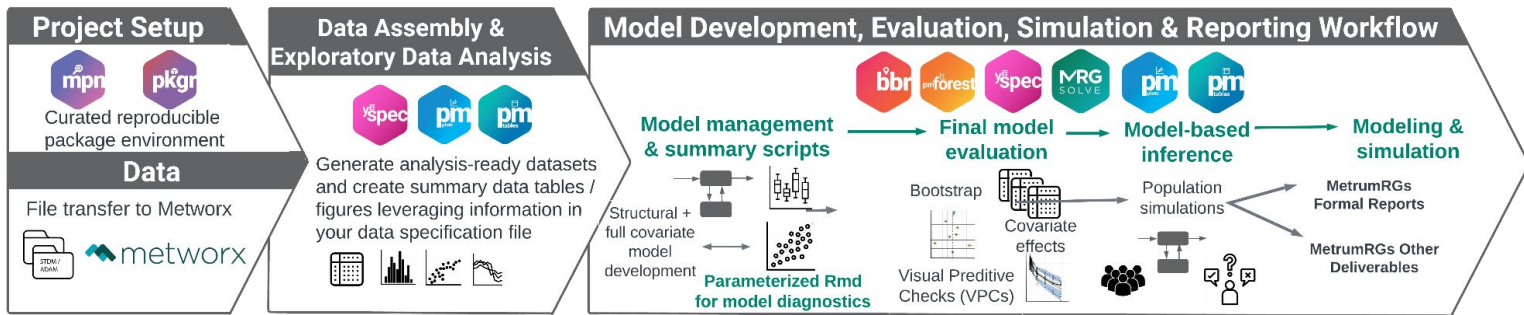 Project Setup
mpn
pkgr
Curated reproducible
package environment
Data
File transfer to Metworx
STDM /
ADAM
metworx
Data Assembly &
Exploratory Data Analysis
yspec
pm
plots
pm
tables
Generate analysis-ready datasets
and create summary data tables /
figures leveraging information in
your data specification file
Model Development, Evaluation, Simulation & Reporting Workflow
bbr
pmforest
yspec
MRG
SOLVE
pm
plots
pm
tables
Model management
& summary scripts
Final model
evaluation
Model-based
inference
Modeling &
simulation
Structural +
full covariate
model
development
Parameterized Rmd
for model diagnostics
Bootstrap
Covariate
effects
Visual Preditive
Checks (VPCs)
Population
simulations
MetrumRGs
Formal Reports
MetrumRGs Other
Deliverables